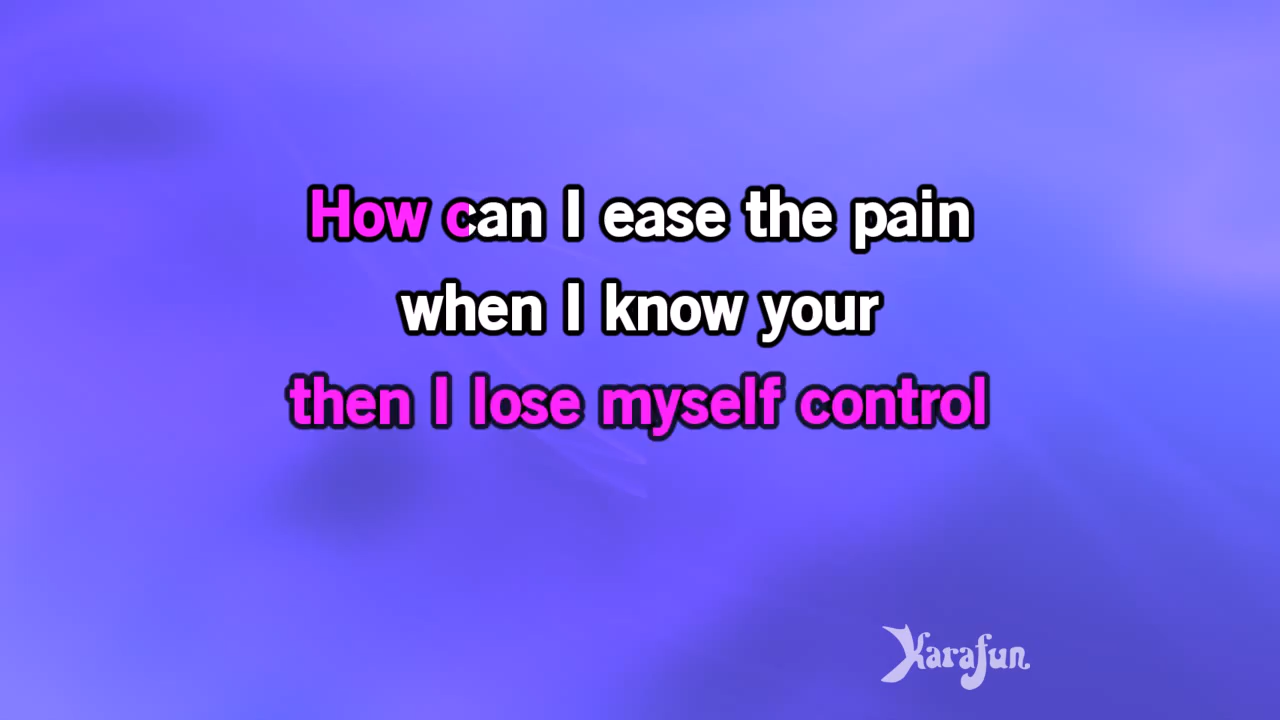 How can I ease the pain
when I know your
then I lose myself control
Karafun